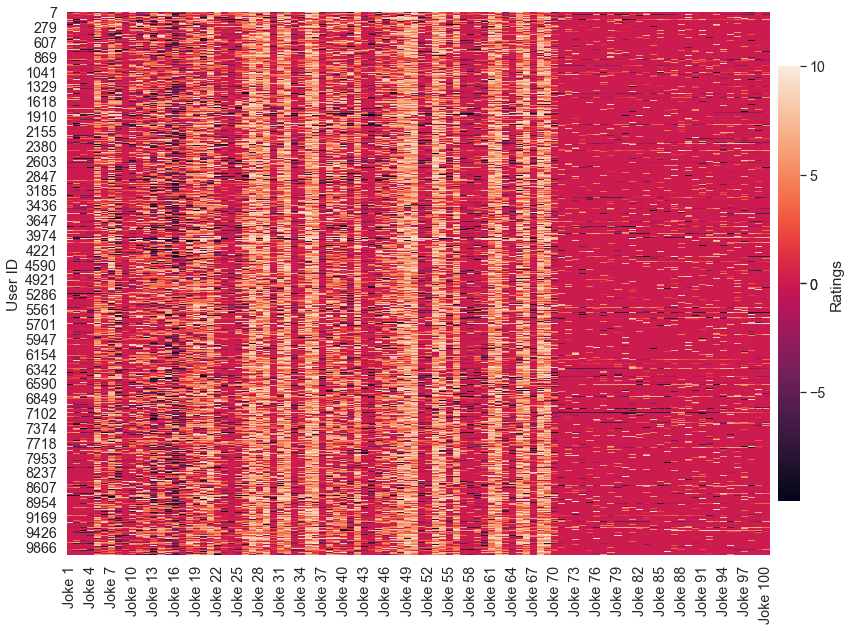 User ID
7
279
607
869
1041
1329
1618
1910
2155
2380
2603
2847
3185
3436
3647
3974
4221
4590
4921
5286
5561
5701
5947
6154
6342
6590
6849
7102
7374
7718
7953
8237
8607
8954
9169
9426
9866
Joke 1
Joke 4
Joke 7
Joke 10
Joke 13
Joke 16
Joke 19
Joke 22
Joke 25
Joke 28
Joke 31
Joke 34
Joke 37
Joke 40
Joke 43
Joke 46
Joke 49
Joke 52
Joke 55
Joke 58
Joke 61
Joke 64
Joke 67
Joke 70
Joke 73
Joke 76
Joke 79
Joke 82
Joke 85
Joke 88
Joke 91
Joke 94
Joke 97
Joke 100
10
5
0
−5
Ratings